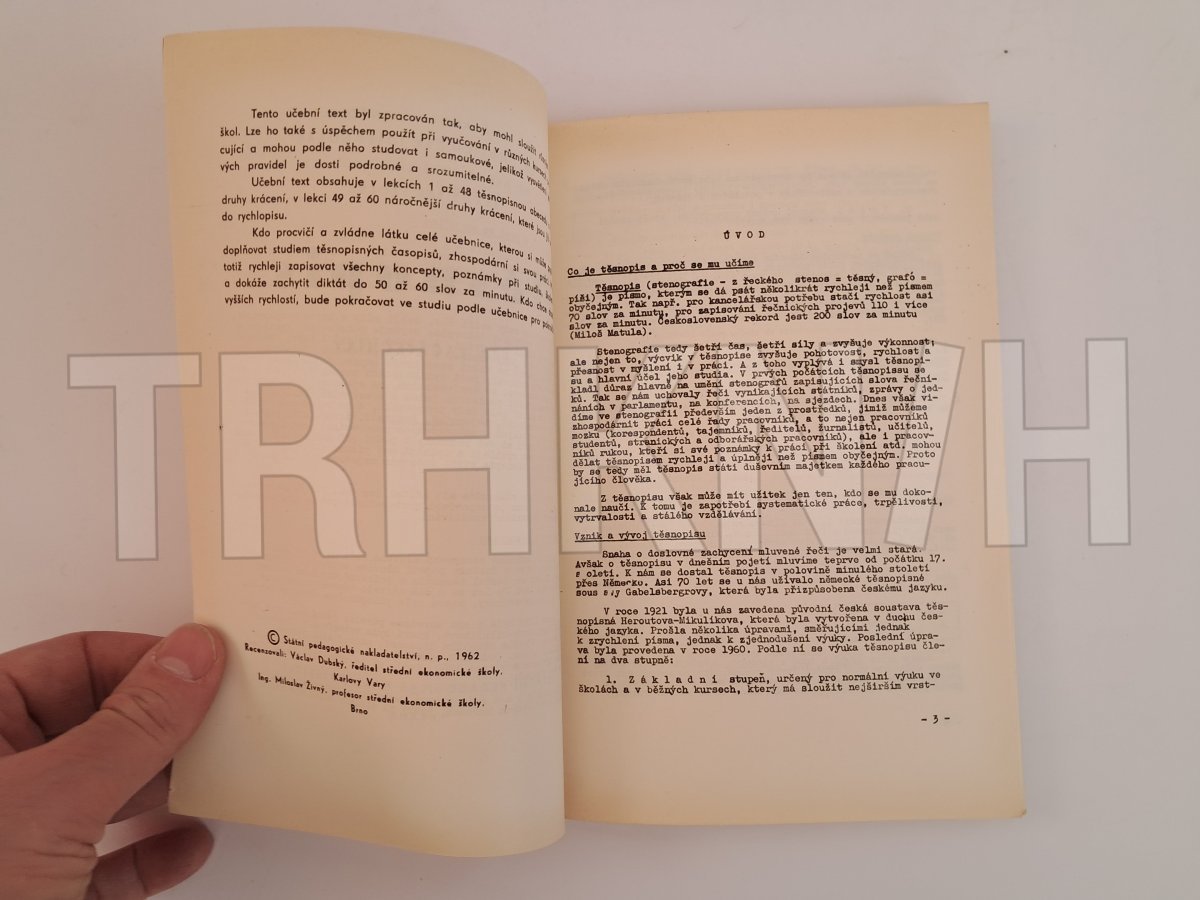 Tento učební text byl zpracován tak, aby mohl sloužit
škol. Lze ho také s úspěchem použít při vyučování v různých
cující a mohou podle něho studovat i samoukové, jelikož
vých pravidel je dosti podrobné a srozumitelné.
Učební text obsahuje v lekcích 1 až 48 těsnopisnou
druhy krácení, v lekci 49 až 60 náročnější druhy krácení, které jsou
do rychlopisu.
Kdo procvičí a zvládne látku celé učebnice, kterou si může
doplňovat studiem těsnopisných časopisů, zhospodární si svou
totiž rychleji zapisovat všechny koncepty, poznámky při studiu,
a dokáže zachytit diktát do 50 až 60 slov za minutu. Kdo chce
vyšších rychlostí, bude pokračovat ve studiu podle učebnice pro
© Státní pedagogické nakladatelství, n. p., 1962
Recenzovali: Václav Dubský, ředitel střední ekonomické školy.
Karlovy Vary
Ing. Miloslav Živný, profesor střední ekonomické školy.
Brno
ÚVOD
Co je těsnopis a proč se mu učíme
Těsnopis (stenografie - z řeckého stenos = těsný, grafó =
píši) je písmo, kterým se dá psát několikrát rychleji než písmem
obyčejným. Tak např. pro kancelářskou potřebu stačí rychlost asi
70 slov za minutu, pro zapisování řečnických projevů 110 i více
slov za minutu. Československý rekord jest 200 slov za minutu
(Miloš Matula).
Stenografie tedy šetří čas, šetří síly a zvyšuje výkonnost;
ale nejen to, výcvik v těsnopise zvyšuje pohotovost, rychlost a
přesnost v myšlení i v práci. A z toho vyplývá i smysl těsnopi-
su a hlavní účel jeho studia. V prvých počátcích těsnopisu se
kladl důraz hlavně na umění stenografů zapisujících slova řeční-
ků. Tak se nám uchovaly řeči vynikajících státníků, zprávy o jed-
náních v parlamentu, na konferencích, na sjezdech. Dnes však vi-
díme ve stenografii především jeden z prostředků, jimiž můžeme
zhospodárnit práci celé řady pracovníků, a to nejen pracovníků
mozku (korespondentů, tajemníků, ředitelů, žurnalistů, učitelů,
studentů, stranických a odborářských pracovníků), ale i pracov-
níků rukou, kteří si své poznámky k práci při školení atd. mohou
dělat těsnopisem rychleji a úplněji než písmem obyčejným. Proto
by se tedy měl těsnopis státi duševním majetkem každého pracu-
jícího člověka.
Z těsnopisu však může mít užitek jen ten, kdo se mu doko-
nale naučí. K tomu je zapotřebí systematické práce, trpělivosti,
vytrvalosti a stálého vzdělávání.
Vznik a vývoj těsnopisu
Snaha o doslovné zachycení mluvené řeči je velmi stará.
Avšak o těsnopisu v dnešním pojetí mluvíme teprve od počátku 17.
století. K nám se dostal těsnopis v polovině minulého století
přes Německo. Asi 70 let se u nás užívalo německé těsnopisné
soustavy Gabelsbergrovy, která byla přizpůsobena českému jazyku.
V roce 1921 byla u nás zavedena původní česká soustava těs-
nopisná Heroutova-Mikulíkova, která byla vytvořena v duchu čes-
kého jazyka. Prošla několika úpravami, směřujícími jednak
k zrychlení písma, jednak k zjednodušení výuky. Poslední úpra-
va byla provedena v roce 1960. Podle ní se výuka těsnopisu čle-
ní na dva stupně:
1. Základní stupeň, určený pro normální výuku ve
školách a v běžných kursech, který má sloužit nejširším vrst-
- 3 -
TRHKNIH